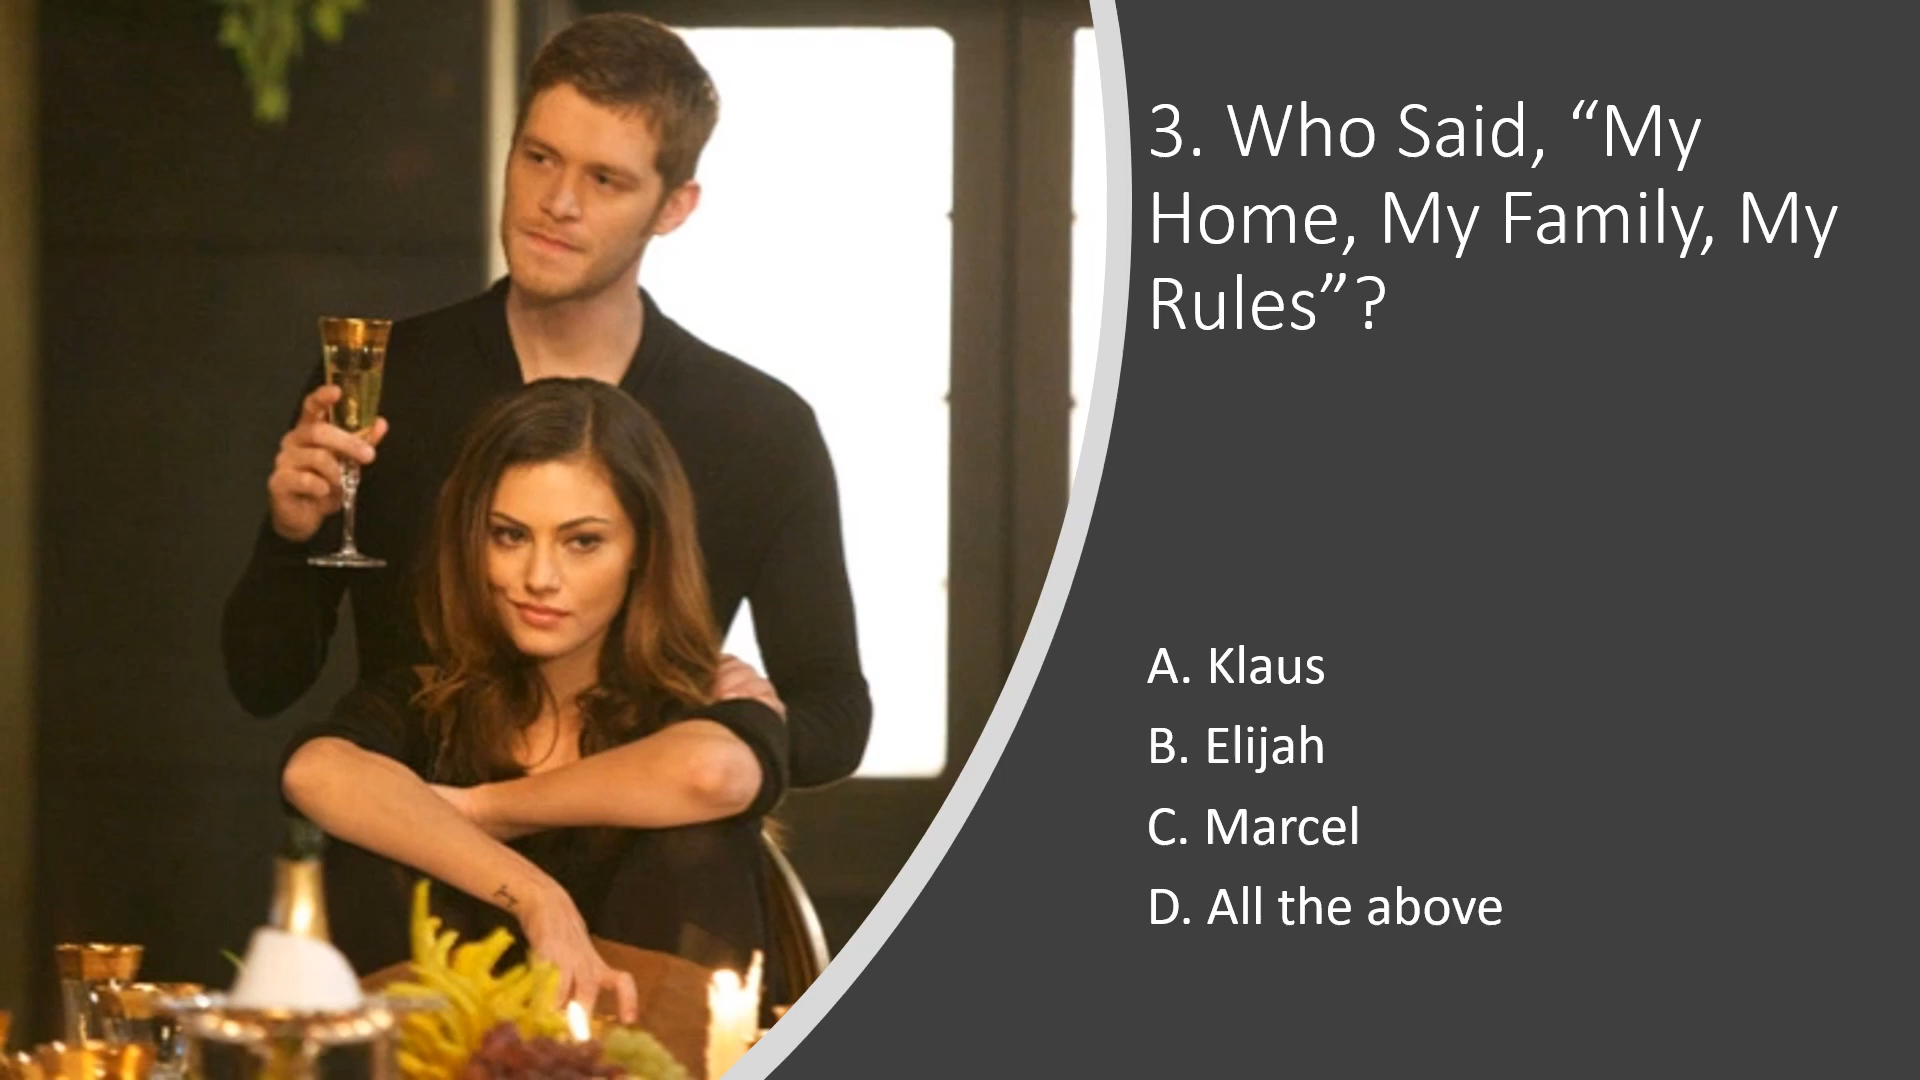 3. Who Said, “My
Home, My Family, My
Rules”?
A. Klaus
B. Elijah
C. Marcel
D. All the above